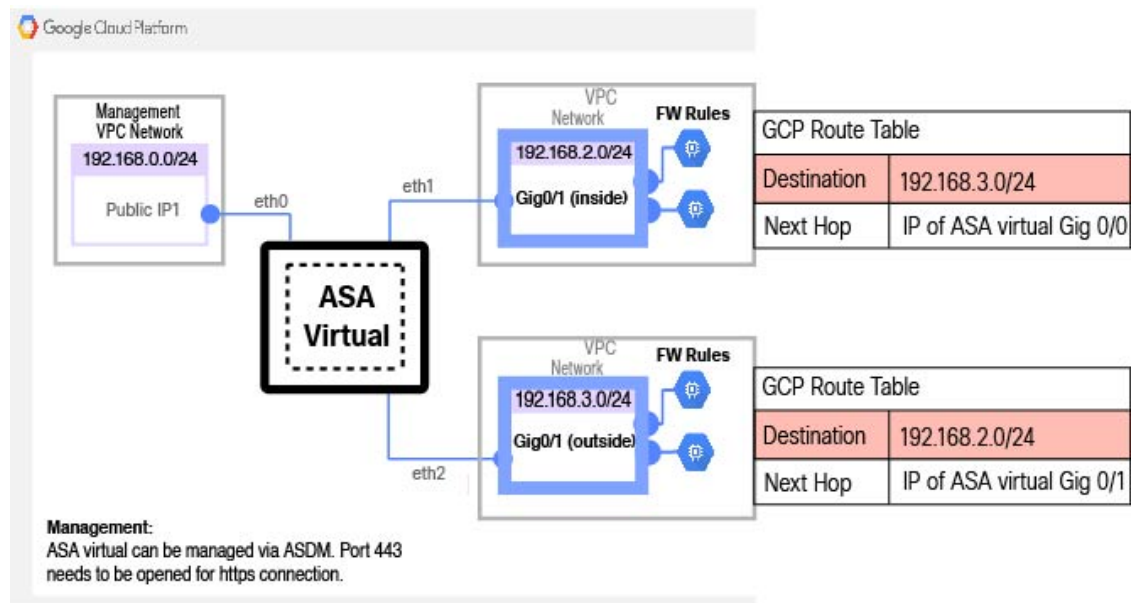 Google Cloud Platform
Management
VPC Network
192.168.0.0/24
Public IP1
eth0
eth1
VPC
Network
FW Rules
192.168.2.0/24
Gig0/1 (inside)
GCP Route Table
Destination 192.168.3.0/24
Next Hop IP of ASA virtual Gig 0/0
ASA
Virtual
eth2
VPC
Network
FW Rules
192.168.3.0/24
Gig0/1 (outside)
GCP Route Table
Destination 192.168.2.0/24
Next Hop IP of ASA virtual Gig 0/1
Management:
ASA virtual can be managed via ASDM. Port 443
needs to be opened for https connection.